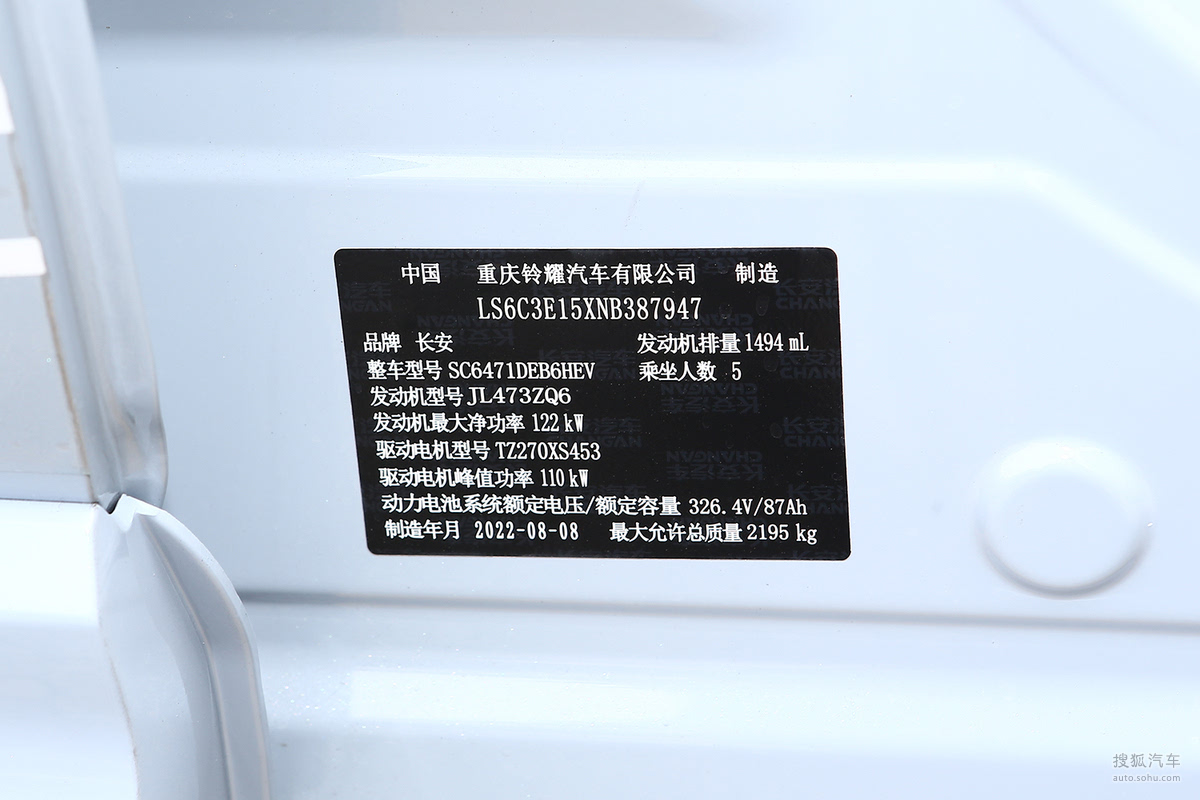 中国 重庆铃耀汽车有限公司 制造
LS6C3E15XNB387947
品牌 长安 发动机排量 1494 mL
整车型号 SC6471DEB6HEV 乘坐人数 5
发动机型号 JL473ZQ6
发动机最大净功率 122 kW
驱动电机型号 TZ270XS453
驱动电机峰值功率 110 kW
动力电池系统额定电压/额定容量 326.4V/87Ah
制造年月 2022-08-08 最大允许总质量 2195 kg
搜狐汽车
auto.sohu.com